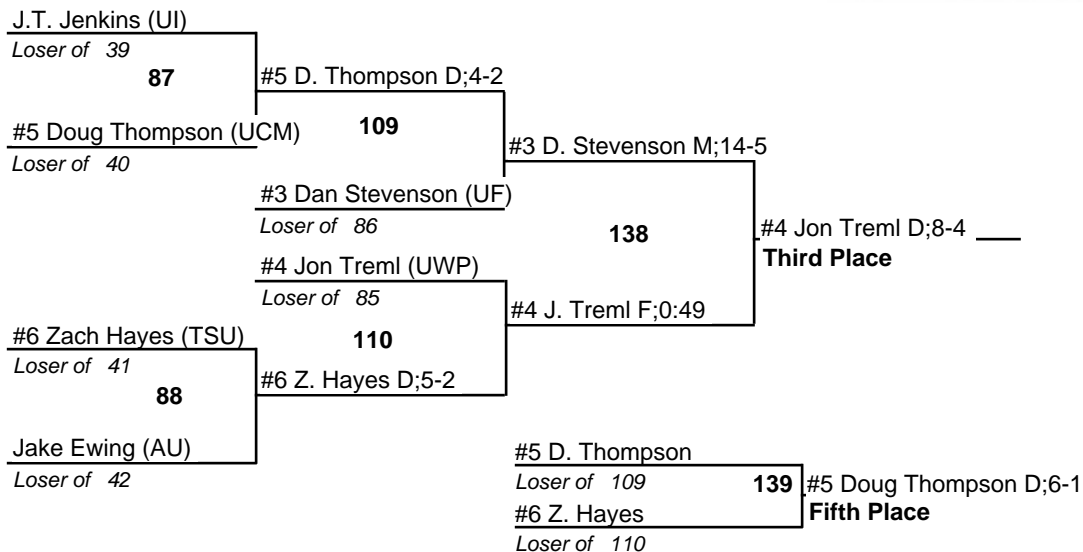 J.T. Jenkins (UI)
Loser of 39
87
#5 D. Thompson D;4-2
#5 Doug Thompson (UCM)
Loser of 40
109
#3 D. Stevenson M;14-5
#3 Dan Stevenson (UF)
Loser of 86
138
#4 Jon Treml D;8-4
Third Place
#4 Jon Treml (UWP)
Loser of 85
#4 J. Treml F;0:49
#6 Zach Hayes (TSU)
Loser of 41
110
88
#6 Z. Hayes D;5-2
Jake Ewing (AU)
Loser of 42
#5 D. Thompson
Loser of 109
139
#5 Doug Thompson D;6-1
Fifth Place
#6 Z. Hayes
Loser of 110